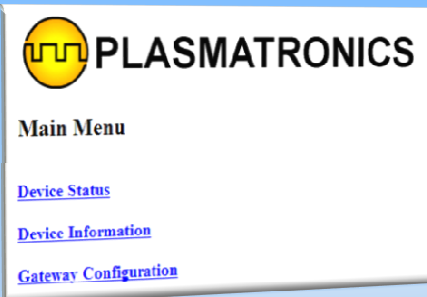 PLASMATRONICS
Main Menu
Device Status
Device Information
Gateway Configuration